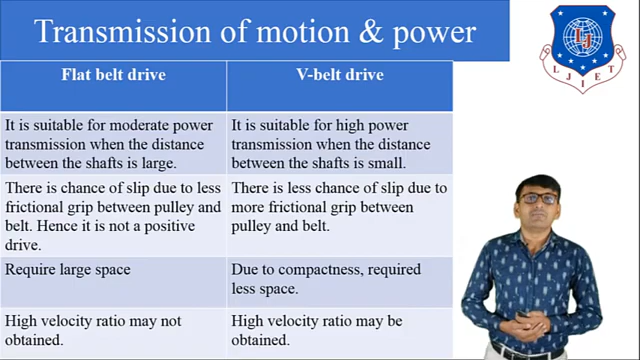 Transmission of motion & power
LJIET
Flat belt drive
V-belt drive
It is suitable for moderate power
transmission when the distance
between the shafts is large.
It is suitable for high power
transmission when the distance
between the shafts is small.
There is chance of slip due to less
frictional grip between pulley and
belt. Hence it is not a positive
drive.
There is less chance of slip due to
more frictional grip between
pulley and belt.
Require large space
Due to compactness, required
less space.
High velocity ratio may not
obtained.
High velocity ratio may be
obtained.